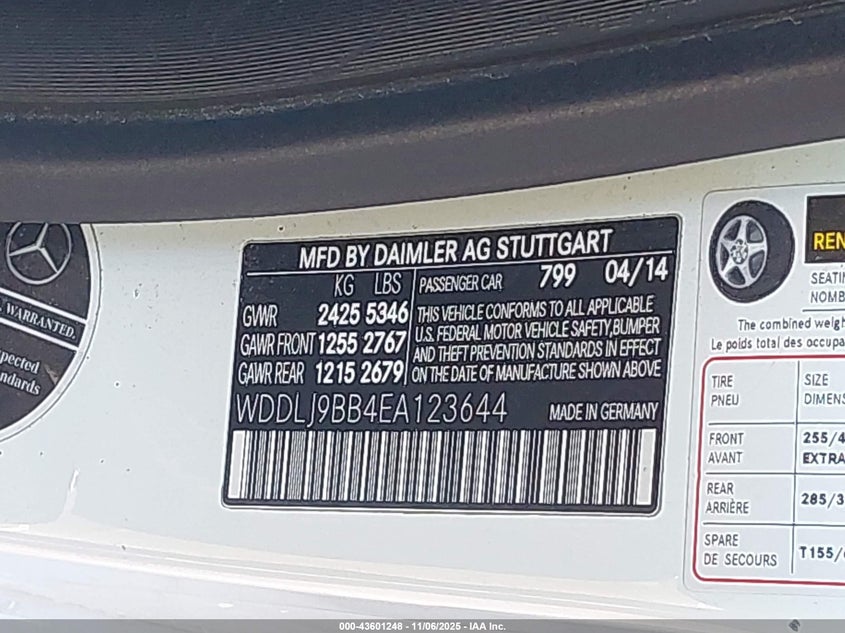 MFD BY DAIMLER AG STUTTGART
KG LBS
GVWR 2425 5346
GAWR FRONT 1255 2767
GAWR REAR 1215 2679
PASSENGER CAR 799 04/14
THIS VEHICLE CONFORMS TO ALL APPLICABLE
U.S. FEDERAL MOTOR VEHICLE SAFETY, BUMPER
AND THEFT PREVENTION STANDARDS IN EFFECT
ON THE DATE OF MANUFACTURE SHOWN ABOVE
WDDLJ9BB4EA123644 MADE IN GERMANY
WARRANTED.
REN
SEATI
NOMB
The combined weigh
Le poids total des occupa
TIRE SIZE
PNEU DIMENS
FRONT 255/4
AVANT EXTRA
REAR 285/3
ARRIÈRE
SPARE T155/
DE SECOURS
000-43601248 - 11/06/2025 - IAA Inc.